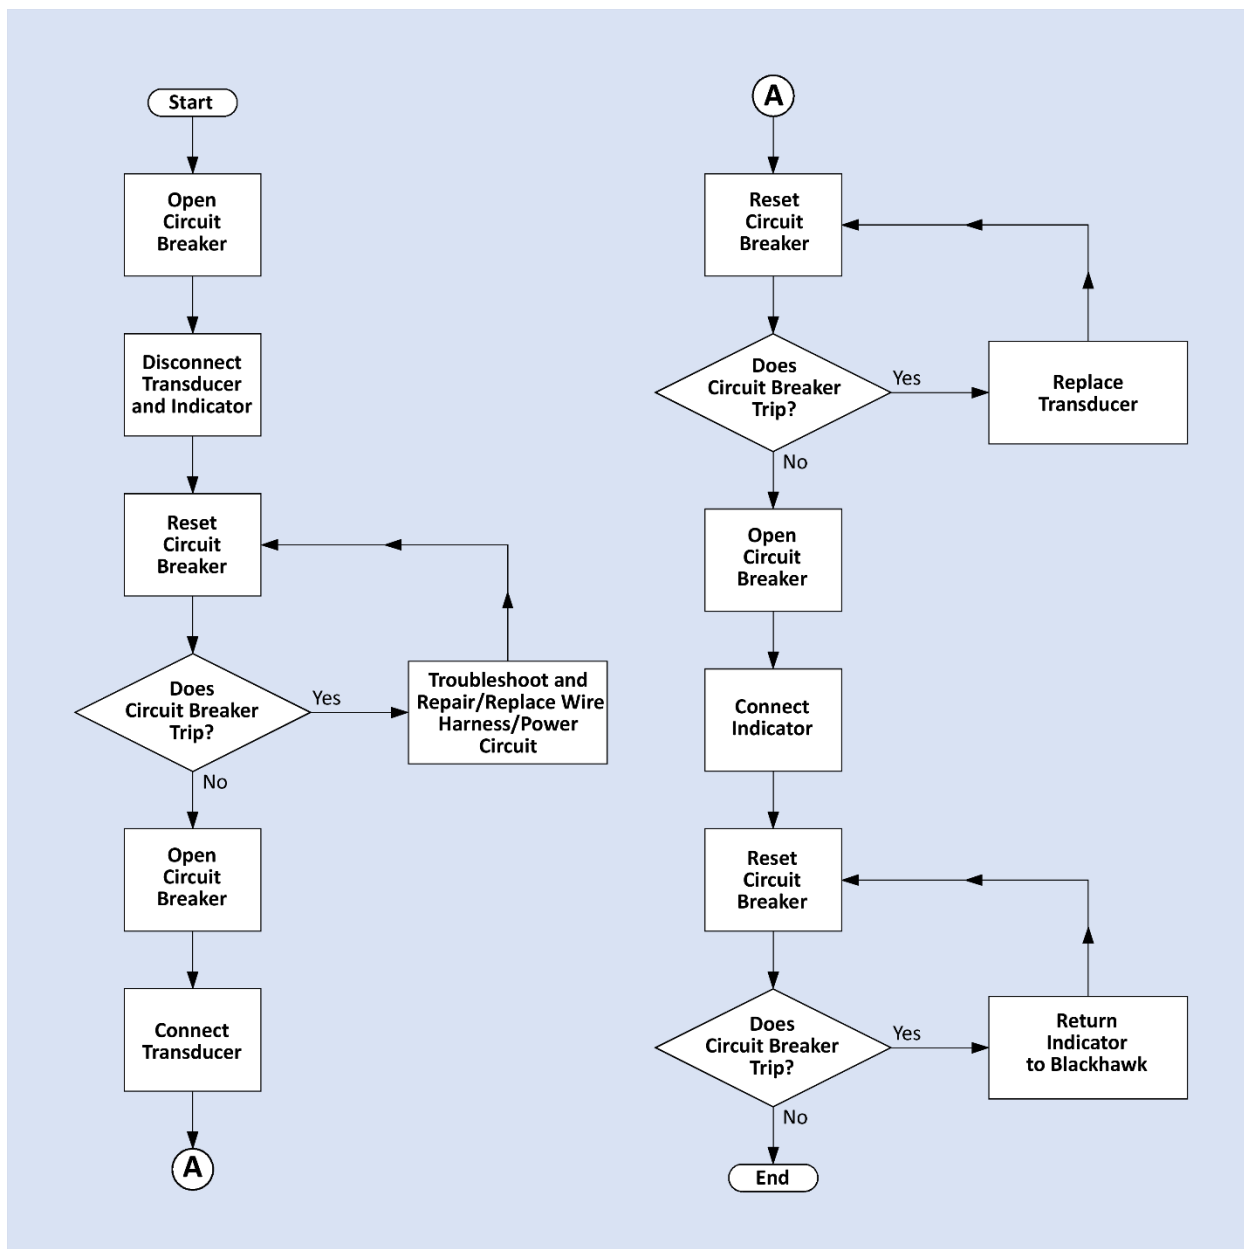 Start
Open
Circuit
Breaker
Disconnect
Transducer
and Indicator
Reset
Circuit
Breaker
Does
Circuit Breaker
Trip?
Yes
Troubleshoot and
Repair/Replace Wire
Harness/Power
Circuit
No
Open
Circuit
Breaker
Connect
Transducer
A
A
Reset
Circuit
Breaker
Does
Circuit Breaker
Trip?
Yes
Replace
Transducer
No
Open
Circuit
Breaker
Connect
Indicator
Reset
Circuit
Breaker
Does
Circuit Breaker
Trip?
Yes
Return
Indicator
to Blackhawk
No
End